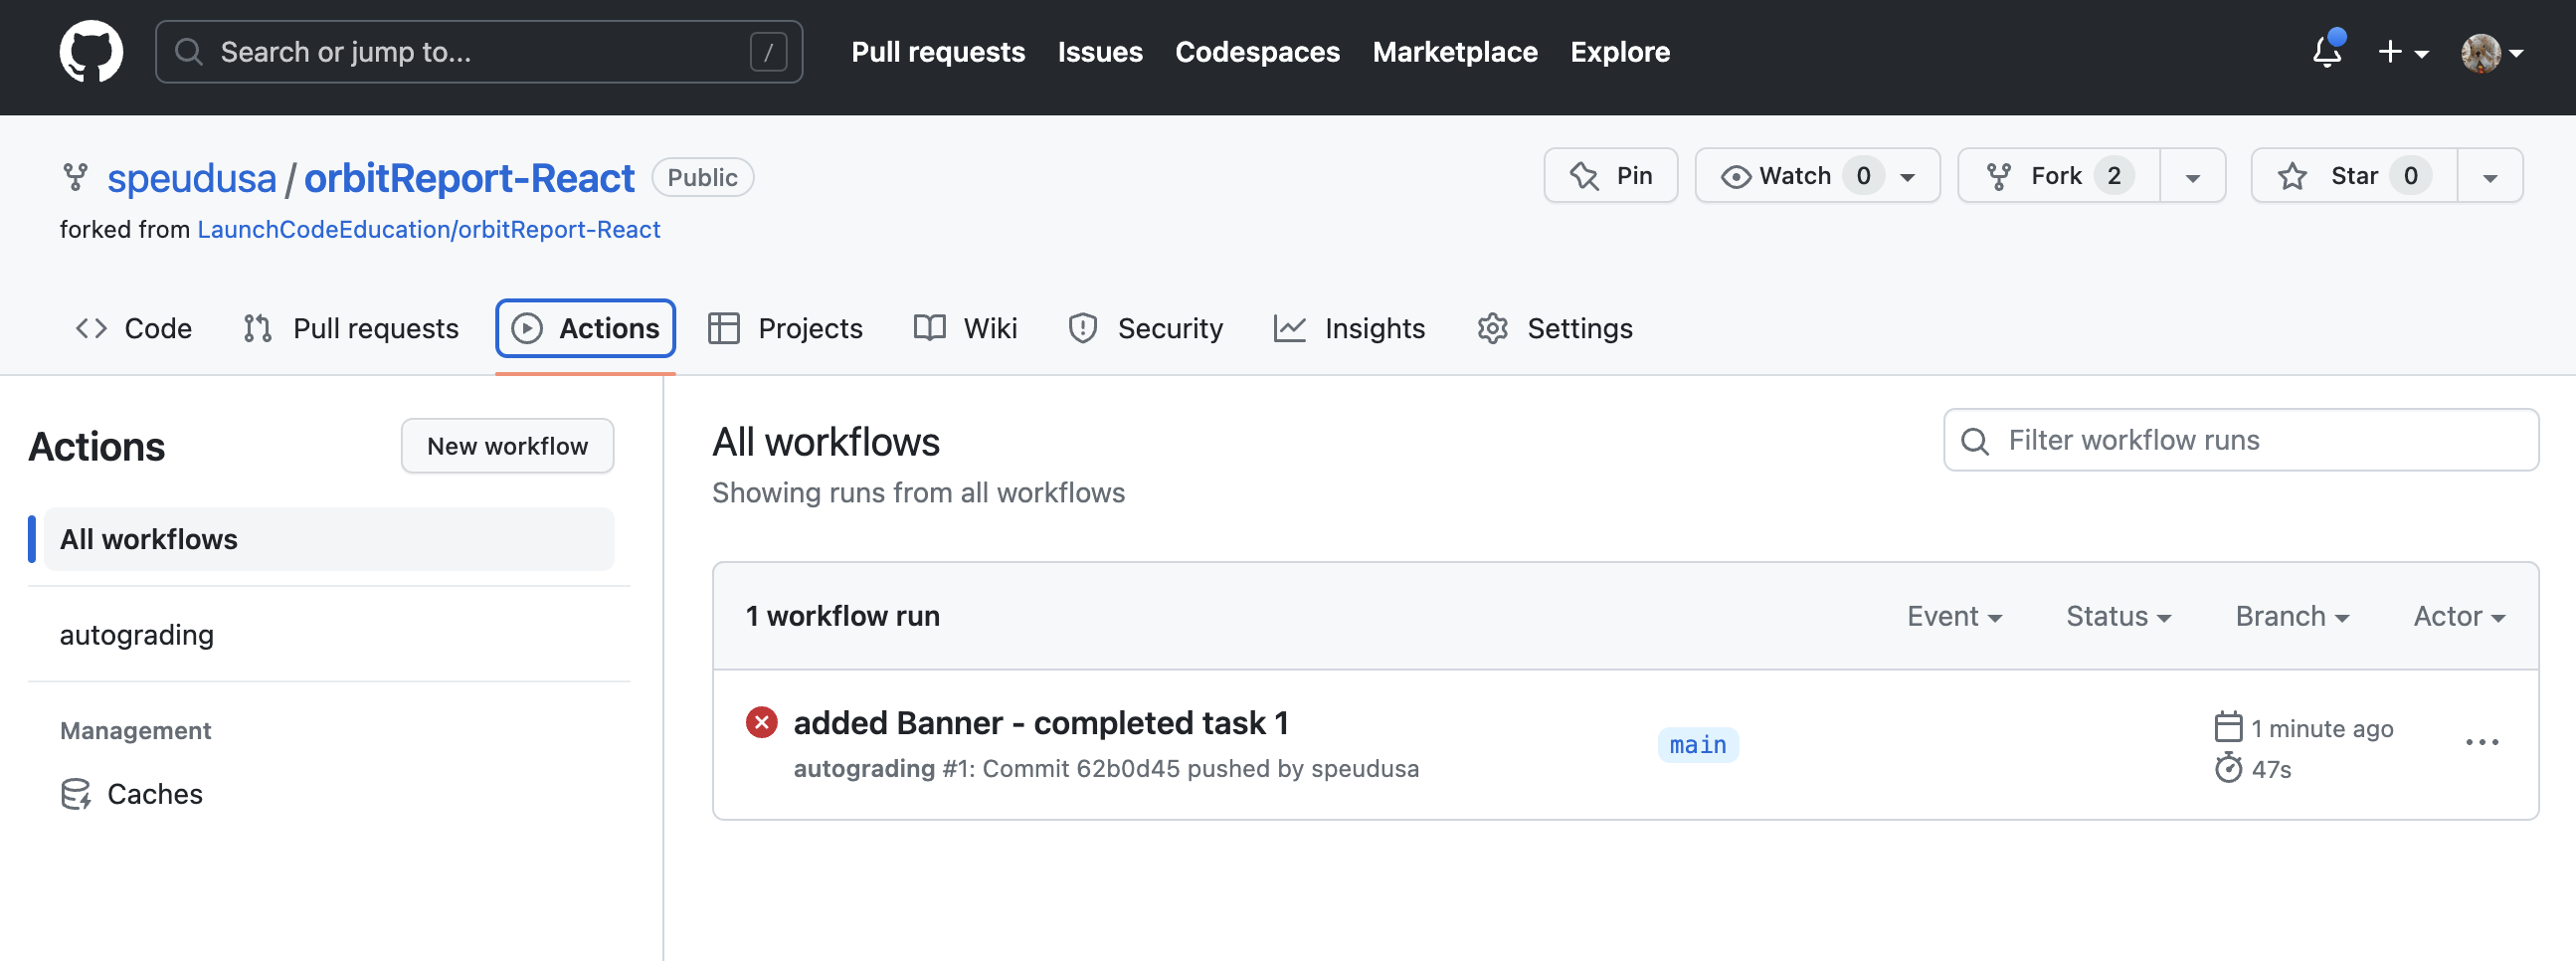 Search or jump to... / Pull requests Issues Codespaces Marketplace Explore
speudusa / orbitReport-React Public Pin Watch 0 Fork 2 Star 0
forked from LaunchCodeEducation/orbitReport-React
Code Pull requests Actions Projects Wiki Security Insights Settings
Actions New workflow
All workflows
autograding
Management
Caches
All workflows
Filter workflow runs
Showing runs from all workflows
1 workflow run Event Status Branch Actor
added Banner - completed task 1
autograding #1: Commit 62b0d45 pushed by speudusa
main
1 minute ago
47s